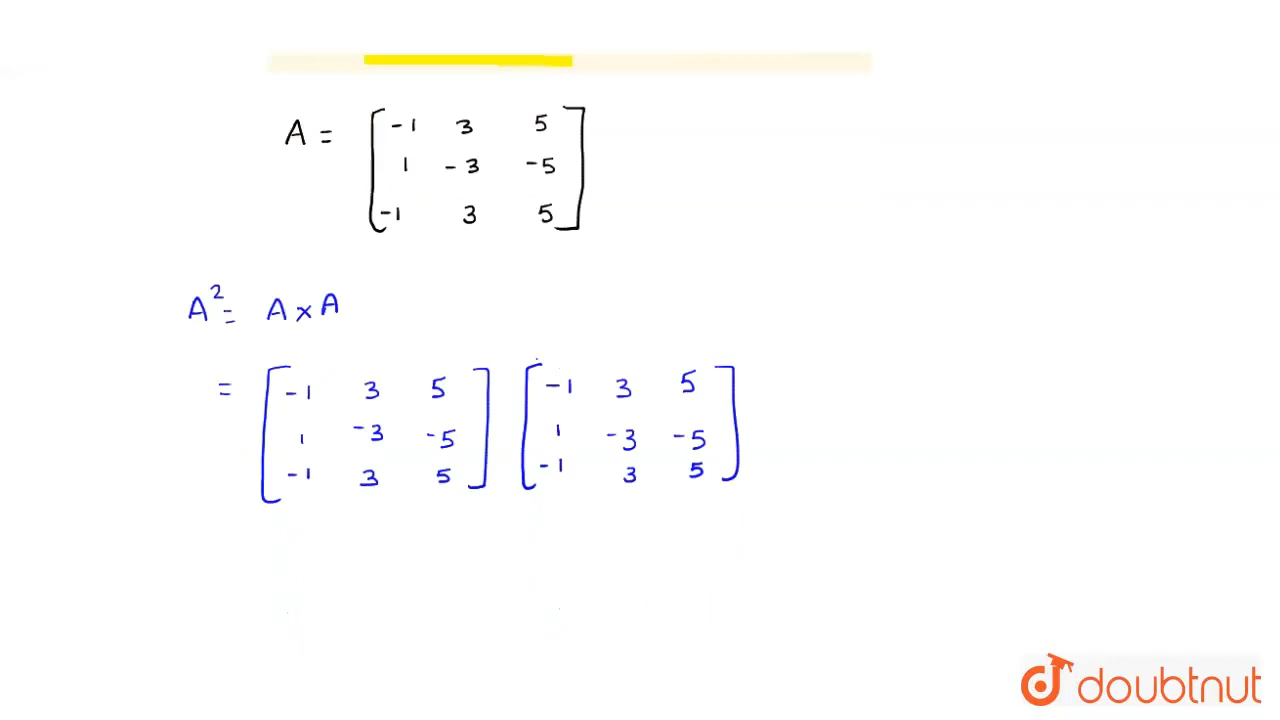 A = [ -1 3 5
1 -3 -5
-1 3 5 ]
A² = A × A
= [ -1 3 5 ] [ -1 3 5 ]
[ 1 -3 -5 ] [ 1 -3 -5 ]
[ -1 3 5 ] [ -1 3 5 ]
doubtnut